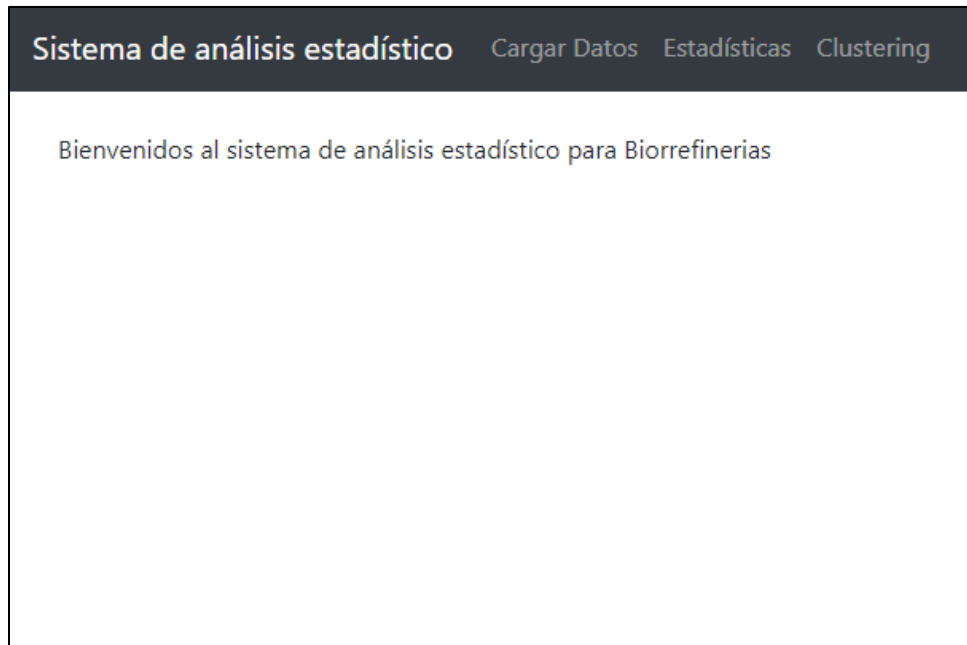 Sistema de análisis estadístico Cargar Datos Estadísticas Clustering
Bienvenidos al sistema de análisis estadístico para Biorrefinerias